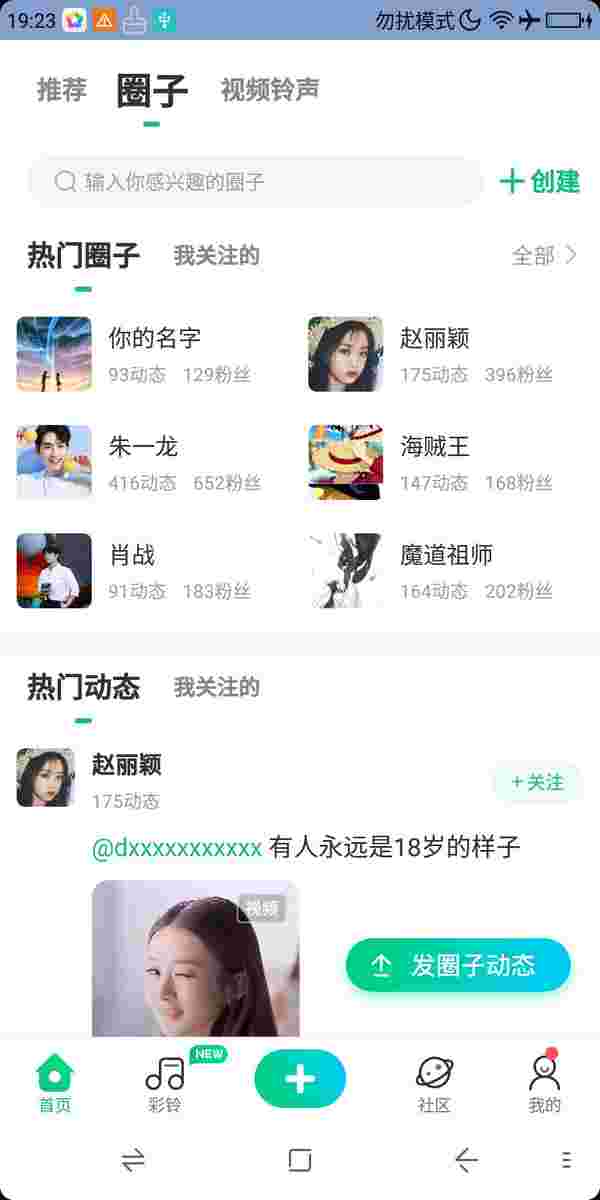 19:23 勿扰模式
推荐 圈子 视频铃声
输入你感兴趣的圈子 创建
热门圈子 我关注的 全部
你的名字 赵丽颖
93动态 129粉丝 175动态 396粉丝
朱一龙 海贼王
416动态 652粉丝 147动态 168粉丝
肖战 魔道祖师
91动态 183粉丝 164动态 202粉丝
热门动态 我关注的
赵丽颖
175动态 +关注
@dxxxxxxxxxxx 有人永远是18岁的样子
视频
发圈子动态
NEW
首页 彩铃 社区 我的